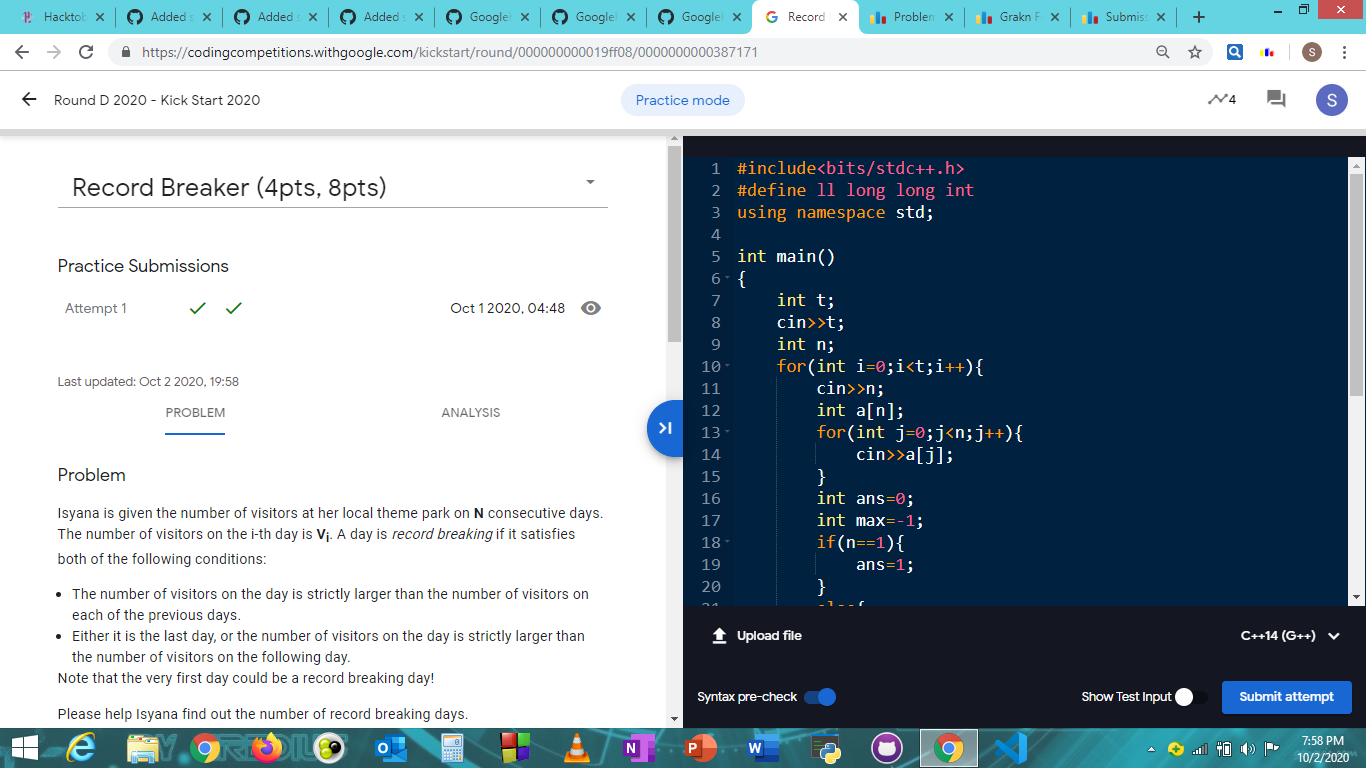 Hacktob
Added s
Added s
Added s
Googlel
Googlel
Googlel
Record
Problem
Grakn F
Submiss
https://codingcompetitions.withgoogle.com/kickstart/round/000000000019ff08/0000000000387171
S
Round D 2020 - Kick Start 2020
Practice mode
4
S
Record Breaker (4pts, 8pts)
Practice Submissions
Attempt 1
Oct 1 2020, 04:48
Last updated: Oct 2 2020, 19:58
PROBLEM
ANALYSIS
Problem
Isyana is given the number of visitors at her local theme park on N consecutive days.
The number of visitors on the i-th day is Vi. A day is record breaking if it satisfies
both of the following conditions:
• The number of visitors on the day is strictly larger than the number of visitors on
each of the previous days.
• Either it is the last day, or the number of visitors on the day is strictly larger than
the number of visitors on the following day.
Note that the very first day could be a record breaking day!
Please help Isyana find out the number of record breaking days.
1 #include<bits/stdc++.h>
2 #define ll long long int
3 using namespace std;
4
5 int main()
6 {
7 int t;
8 cin>>t;
9 int n;
10 for(int i=0;i<t;i++){
11 cin>>n;
12 int a[n];
13 for(int j=0;j<n;j++){
14 cin>>a[j];
15 }
16 int ans=0;
17 int max=-1;
18 if(n==1){
19 ans=1;
20 }
21 else{
Upload file
C++14 (G++)
Syntax pre-check
Show Test Input
Submit attempt
7:58 PM
10/2/2020